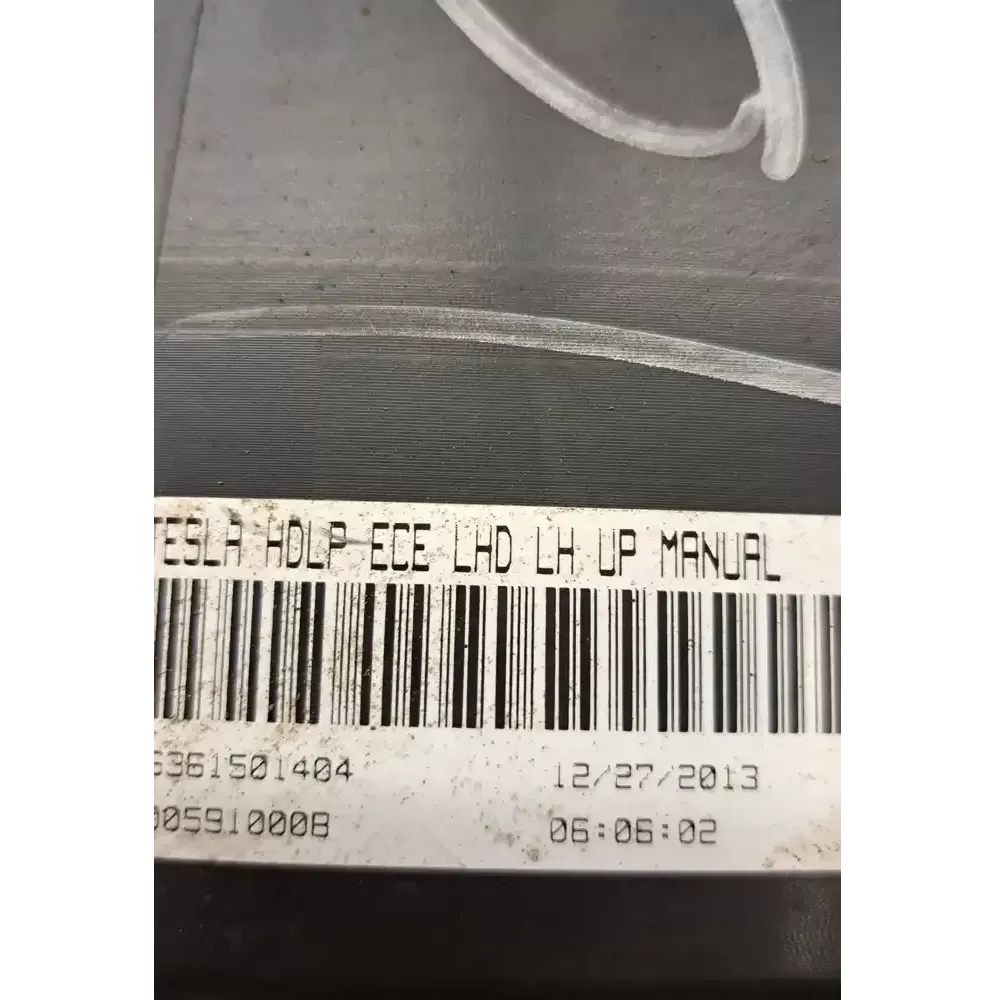 TESLA HDLP ECE LHD LH UP MANUAL
6361501404 12/27/2013
00591000B 06:06:02